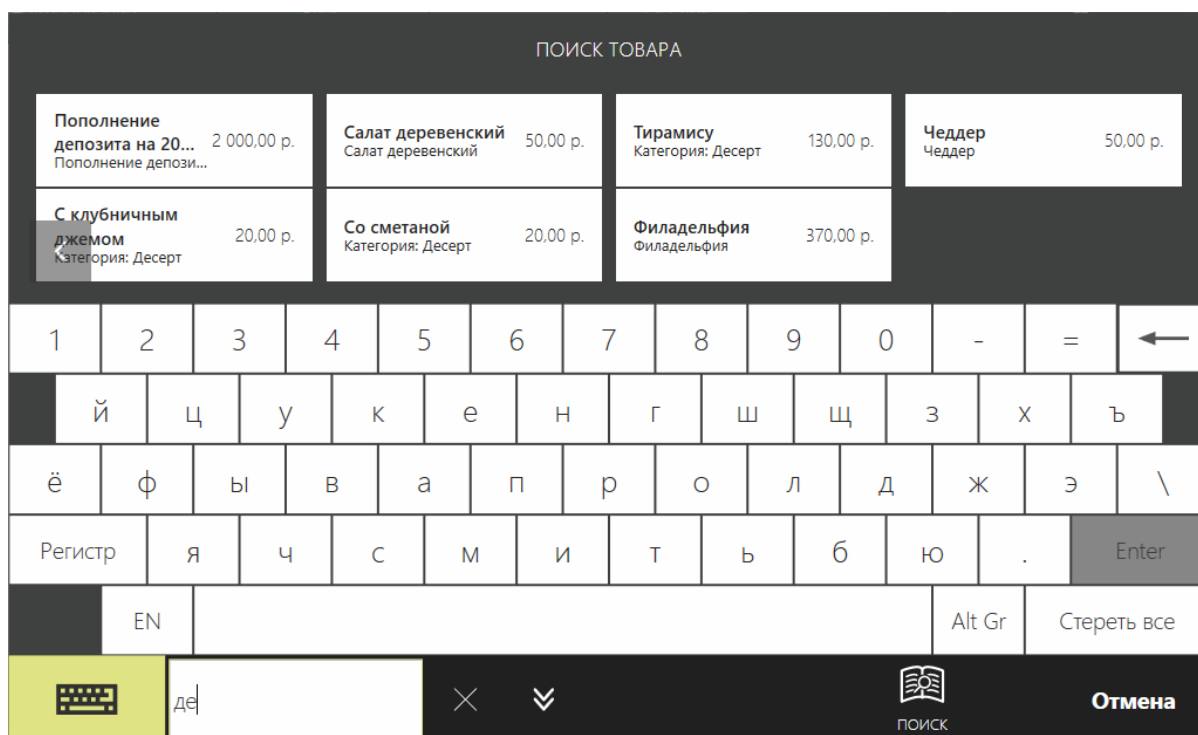 ПОИСК ТОВАРА
Пополнение
депозита на 20... 2 000,00 р.
Пополнение депози...
Салат деревенский 50,00 р.
Салат деревенский
Тирамису 130,00 р.
Категория: Десерт
Чеддер 50,00 р.
Чеддер
С клубничным
джемом 20,00 р.
Категория: Десерт
Со сметаной 20,00 р.
Категория: Десерт
Филадельфия 370,00 р.
Филадельфия
1 2 3 4 5 6 7 8 9 0 - =
й ц у к е н г ш щ з х ъ
ё ф ы в а п р о л д ж э \
Регистр я ч с м и т ь б ю . Enter
EN Alt Gr Стереть все
де
ПОИСК
Отмена